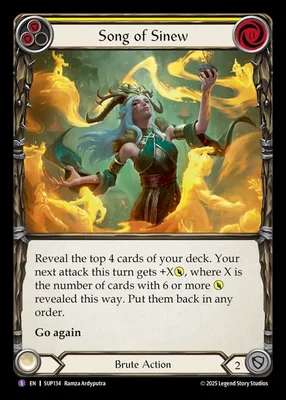 Song of Sinew
Reveal the top 4 cards of your deck. Your
next attack this turn gets +X, where X is
the number of cards with 6 or more
revealed this way. Put them back in any
order.
Go again
Brute Action
2
S EN | SUP134 Ramza Ardyputra
© 2025 Legend Story Studios